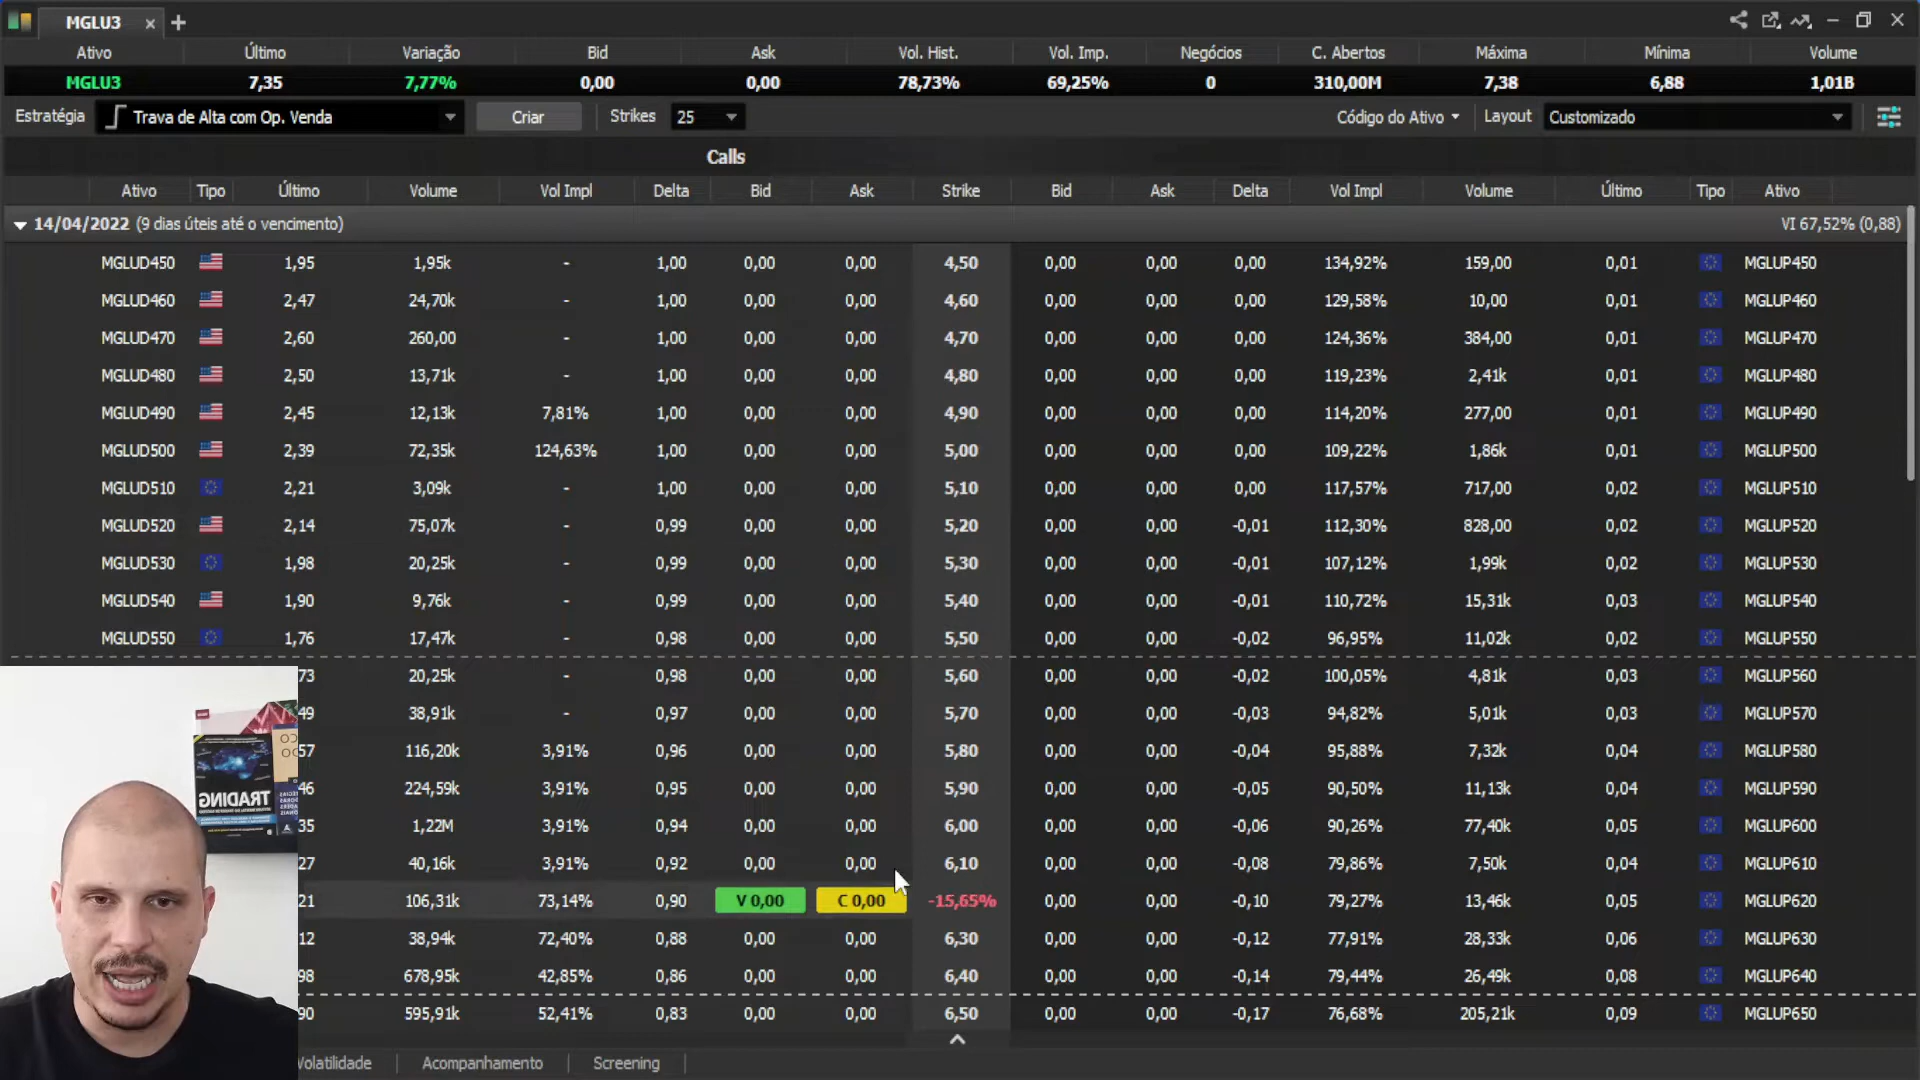 MGLU3 × +
Ativo Último Variação Bid Ask Vol. Hist. Vol. Imp. Negócios C. Abertos Máxima Mínima Volume
MGLU3 7,35 7,77% 0,00 0,00 78,73% 69,25% 0 310,00M 7,38 6,88 1,01B
Estratégia Trava de Alta com Op. Venda Criar Strikes 25 Código do Ativo Layout Customizado
Calls
Ativo Tipo Último Volume Vol Impl Delta Bid Ask Strike Bid Ask Delta Vol Impl Volume Último Tipo Ativo
14/04/2022 (9 dias úteis até o vencimento) VI 67,52% (0,88)
MGLUD450 1,95 1,95k - 1,00 0,00 0,00 4,50 0,00 0,00 0,00 134,92% 159,00 0,01 MGLUP450
MGLUD460 2,47 24,70k - 1,00 0,00 0,00 4,60 0,00 0,00 0,00 129,58% 10,00 0,01 MGLUP460
MGLUD470 2,60 260,00 - 1,00 0,00 0,00 4,70 0,00 0,00 0,00 124,36% 384,00 0,01 MGLUP470
MGLUD480 2,50 13,71k - 1,00 0,00 0,00 4,80 0,00 0,00 0,00 119,23% 2,41k 0,01 MGLUP480
MGLUD490 2,45 12,13k 7,81% 1,00 0,00 0,00 4,90 0,00 0,00 0,00 114,20% 277,00 0,01 MGLUP490
MGLUD500 2,39 72,35k 124,63% 1,00 0,00 0,00 5,00 0,00 0,00 0,00 109,22% 1,86k 0,01 MGLUP500
MGLUD510 2,21 3,09k - 1,00 0,00 0,00 5,10 0,00 0,00 0,00 117,57% 717,00 0,02 MGLUP510
MGLUD520 2,14 75,07k - 0,99 0,00 0,00 5,20 0,00 0,00 -0,01 112,30% 828,00 0,02 MGLUP520
MGLUD530 1,98 20,25k - 0,99 0,00 0,00 5,30 0,00 0,00 -0,01 107,12% 1,99k 0,02 MGLUP530
MGLUD540 1,90 9,76k - 0,99 0,00 0,00 5,40 0,00 0,00 -0,01 110,72% 15,31k 0,03 MGLUP540
MGLUD550 1,76 17,47k - 0,98 0,00 0,00 5,50 0,00 0,00 -0,02 96,95% 11,02k 0,02 MGLUP550
73 20,25k - 0,98 0,00 0,00 5,60 0,00 0,00 -0,02 100,05% 4,81k 0,03 MGLUP560
49 38,91k - 0,97 0,00 0,00 5,70 0,00 0,00 -0,03 94,82% 5,01k 0,03 MGLUP570
57 116,20k 3,91% 0,96 0,00 0,00 5,80 0,00 0,00 -0,04 95,88% 7,32k 0,04 MGLUP580
46 224,59k 3,91% 0,95 0,00 0,00 5,90 0,00 0,00 -0,05 90,50% 11,13k 0,04 MGLUP590
35 1,22M 3,91% 0,94 0,00 0,00 6,00 0,00 0,00 -0,06 90,26% 77,40k 0,05 MGLUP600
27 40,16k 3,91% 0,92 0,00 0,00 6,10 0,00 0,00 -0,08 79,86% 7,50k 0,04 MGLUP610
21 106,31k 73,14% 0,90 V 0,00 C 0,00 -15,65% 0,00 0,00 -0,10 79,27% 13,46k 0,05 MGLUP620
12 38,94k 72,40% 0,88 0,00 0,00 6,30 0,00 0,00 -0,12 77,91% 28,33k 0,06 MGLUP630
98 678,95k 42,85% 0,86 0,00 0,00 6,40 0,00 0,00 -0,14 79,44% 26,49k 0,08 MGLUP640
90 595,91k 52,41% 0,83 0,00 0,00 6,50 0,00 0,00 -0,17 76,68% 205,21k 0,09 MGLUP650
Volatilidade Acompanhamento Screening
TRADING